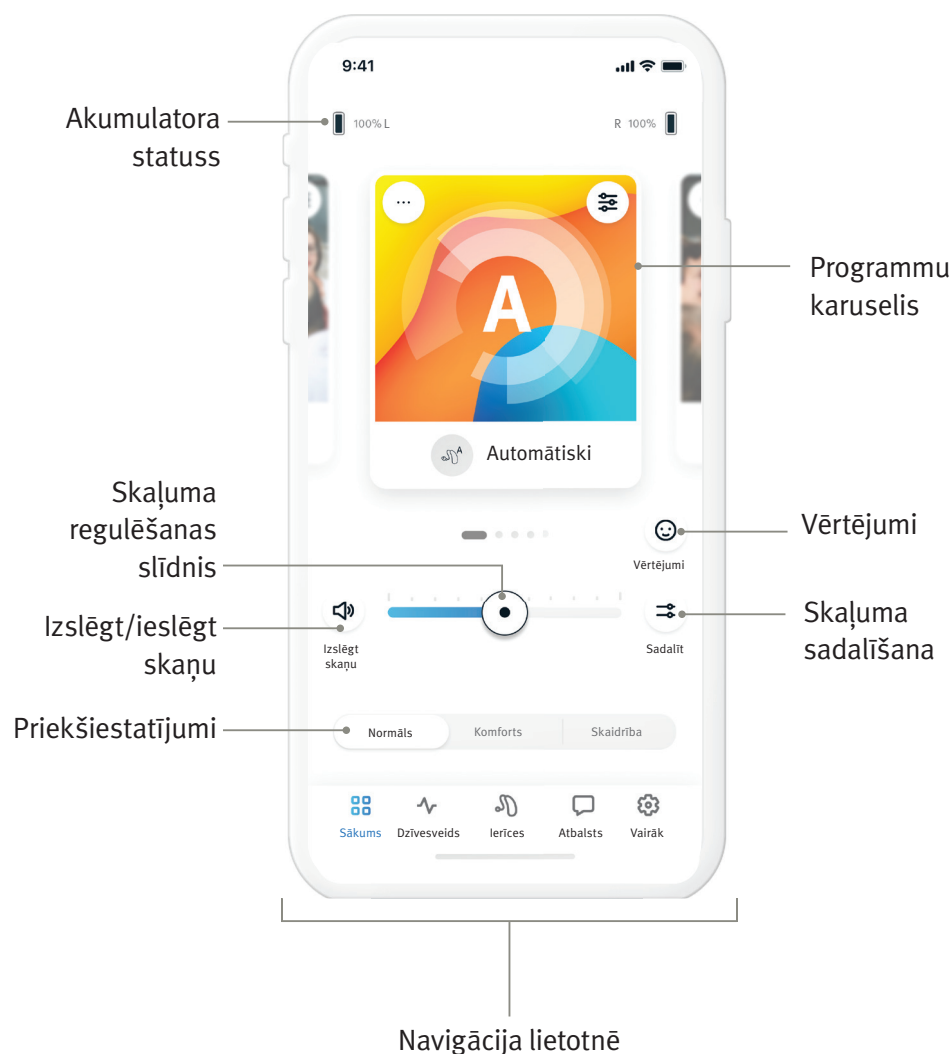 9:41
Akumulatora
statuss
100% L
R 100%
A
Programmu
karuselis
A
Automātiski
Skaļuma
regulēšanas
slīdnis
Vērtējumi
Vērtējumi
Izslēgt/ieslēgt
skaņu
Izslēgt
skaņu
Sadalīt
Skaļuma
sadalīšana
Priekšiestatījumi
Normāls
Komforts
Skaidrība
Sākums
Dzīvesveids
Ierīces
Atbalsts
Vairāk
Navigācija lietotnē